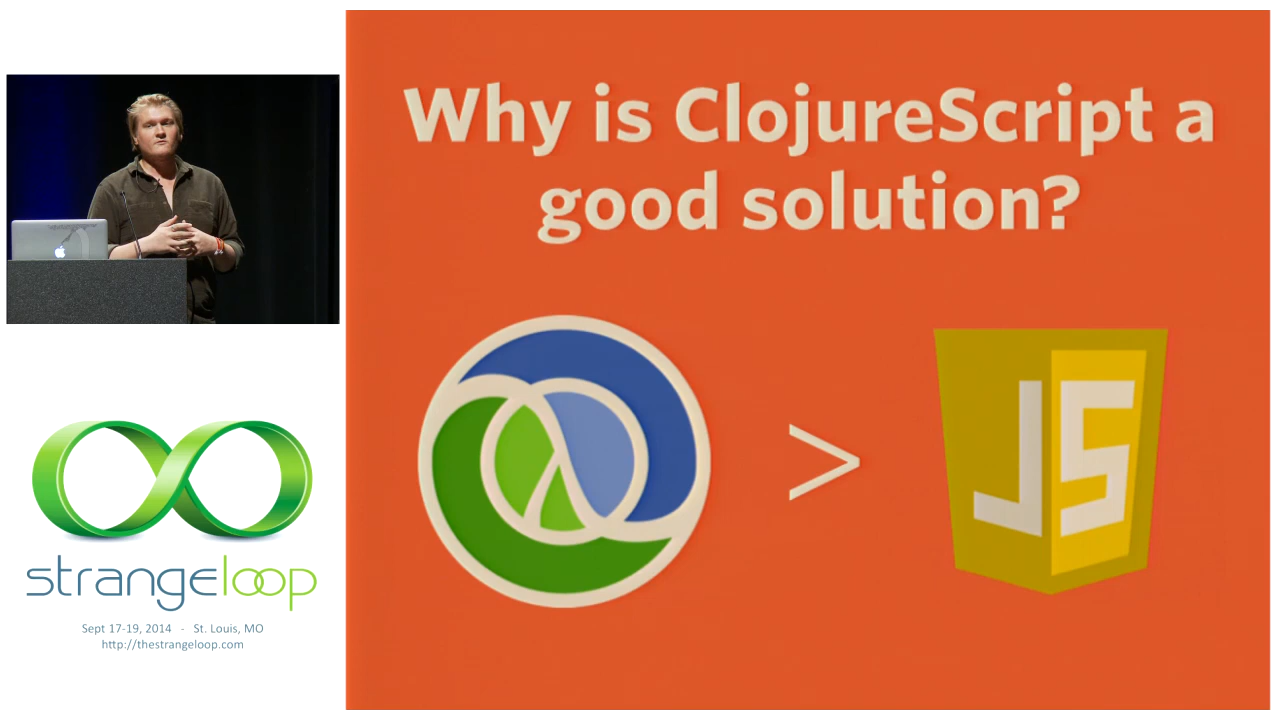 Why is ClojureScript a
good solution?
>
JS
strangeloop
Sept 17-19, 2014 - St. Louis, MO
http://thestrangeloop.com